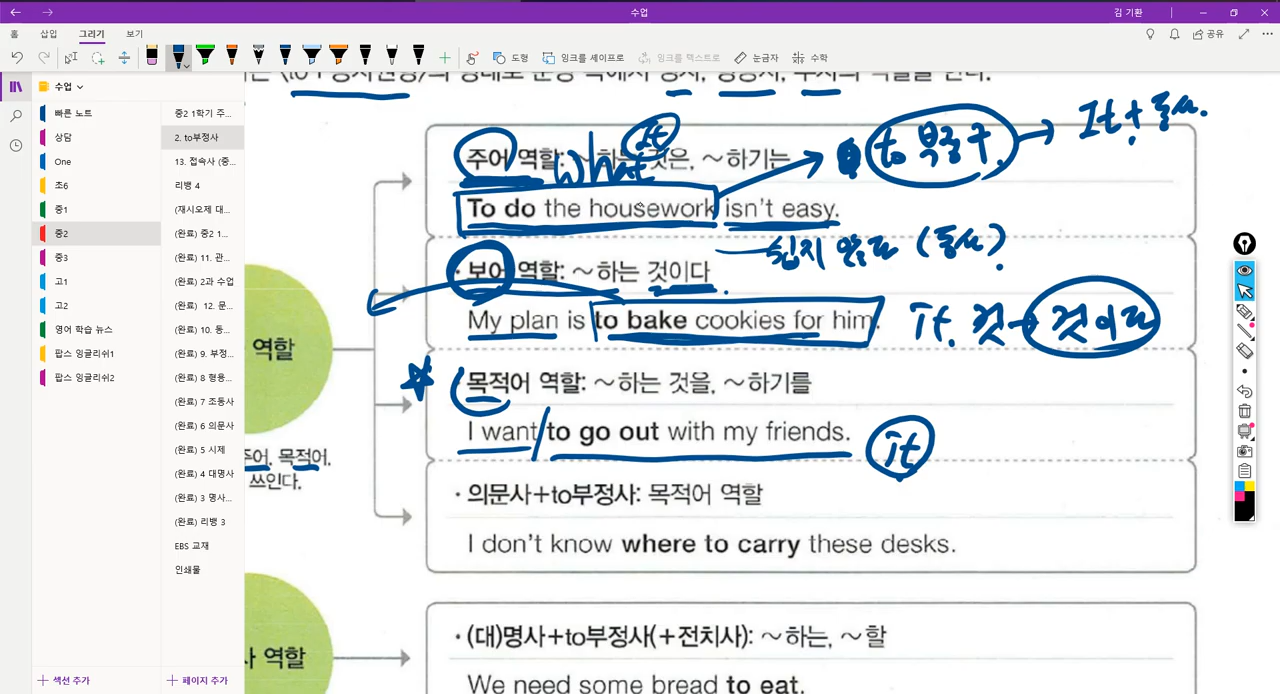 수업
김 기환
홈 삽입 그리기 보기
공유
도형 잉크를 셰이프로 잉크를 텍스트로 눈금자 수학
수업
빠른 노트
상담
One
초6
중1
중2
중3
고1
고2
영어 학습 뉴스
팝스 잉글리쉬1
팝스 잉글리쉬2
+ 섹션 추가
중2 1학기 주...
2. to부정사
13. 접속사 (중...
리뱅 4
(재시오제 대...
(완료) 중2 1...
(완료) 11. 관...
(완료) 2과 수업
(완료) 12. 문...
(완료) 10. 동...
(완료) 9. 부정...
(완료) 8 형용...
(완료) 7 조동사
(완료) 6 의문사
(완료) 5 시제
(완료) 4 대명사
(완료) 3 명사...
(완료) 리뱅 3
EBS 교재
인쇄물
+ 페이지 추가
역할
주어, 목적어,
쓰인다.
주어 역할: ~하는 것은, ~하기는
What It
to 부정구
It + 동사.
To do the housework isn't easy.
쉽지 않다 (동사)
· 보어 역할: ~하는 것이다
My plan is to bake cookies for him.
It. 것 → 것이다
목적어 역할: ~하는 것을, ~하기를
I want / to go out with my friends.
It
· 의문사+to부정사: 목적어 역할
I don't know where to carry these desks.
사 역할
· (대)명사+to부정사(+전치사): ~하는, ~할
We need some bread to eat.